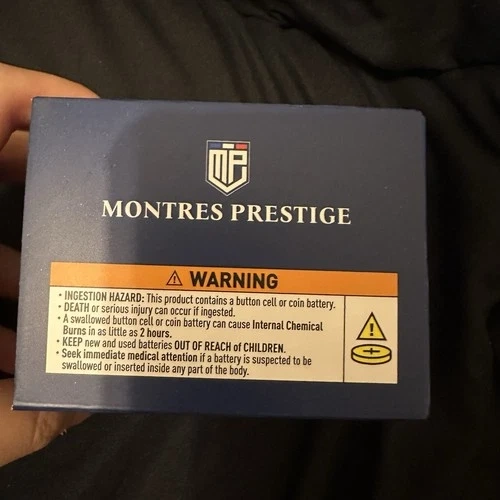 MP
MONTRES PRESTIGE
⚠ WARNING
• INGESTION HAZARD: This product contains a button cell or coin battery.
• DEATH or serious injury can occur if ingested.
• A swallowed button cell or coin battery can cause Internal Chemical
Burns in as little as 2 hours.
• KEEP new and used batteries OUT OF REACH of CHILDREN.
• Seek immediate medical attention if a battery is suspected to be
swallowed or inserted inside any part of the body.